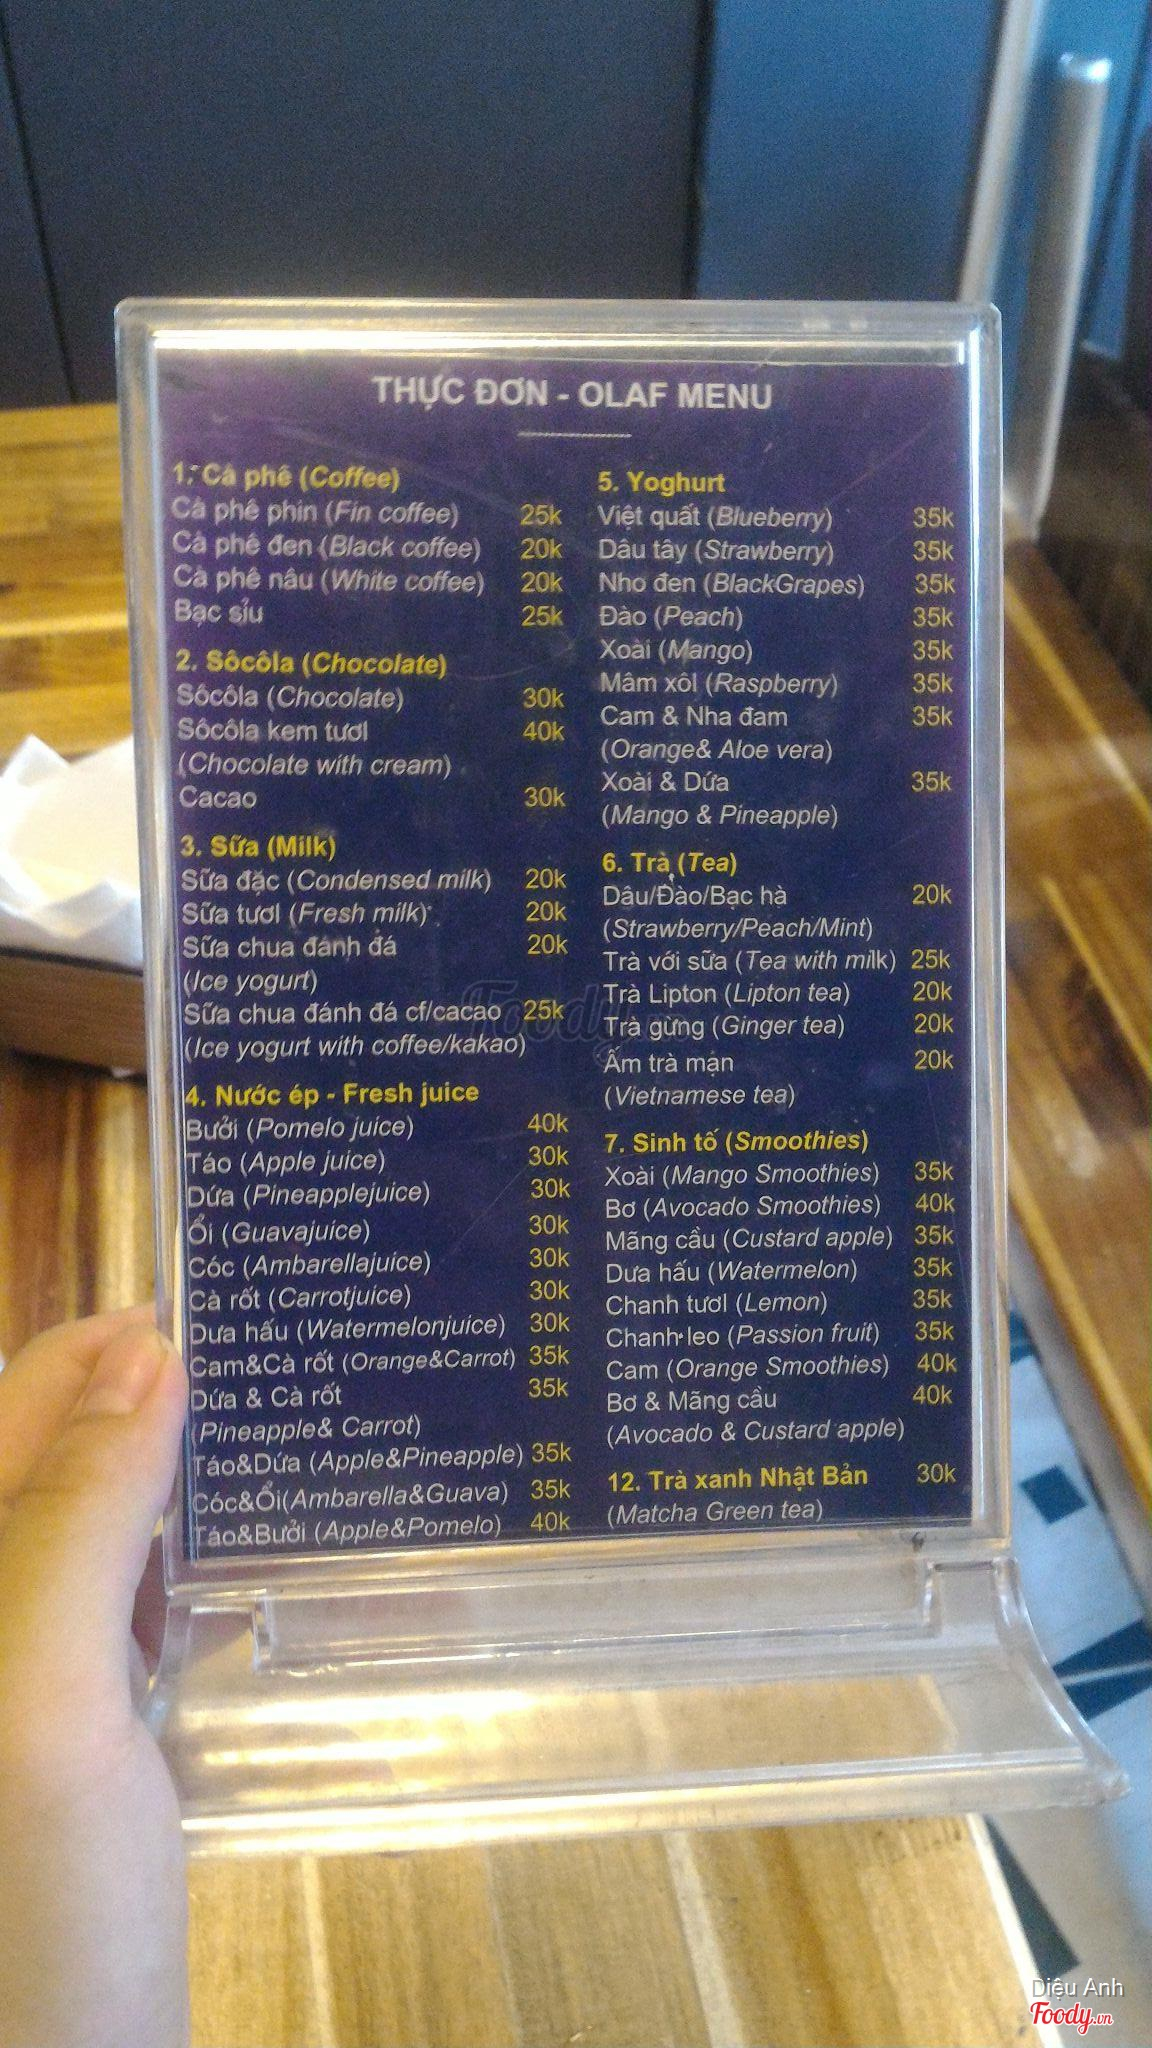 THỰC ĐƠN - OLAF MENU
1. Cà phê (Coffee)
Cà phê phin (Fin coffee) 25k
Cà phê đen (Black coffee) 20k
Cà phê nâu (White coffee) 20k
Bạc sỉu 25k
2. Sôcôla (Chocolate)
Sôcôla (Chocolate) 30k
Sôcôla kem tươi 40k
(Chocolate with cream)
Cacao 30k
3. Sữa (Milk)
Sữa đặc (Condensed milk) 20k
Sữa tươi (Fresh milk) 20k
Sữa chua đánh đá 20k
(Ice yogurt)
Sữa chua đánh đá cf/cacao 25k
(Ice yogurt with coffee/kakao)
4. Nước ép - Fresh juice
Bưởi (Pomelo juice) 40k
Táo (Apple juice) 30k
Dứa (Pineapplejuice) 30k
Ổi (Guavajuice) 30k
Cóc (Ambarellajuice) 30k
Cà rốt (Carrotjuice) 30k
Dưa hấu (Watermelonjuice) 30k
Cam&Cà rốt (Orange&Carrot) 35k
Dứa & Cà rốt 35k
(Pineapple& Carrot)
Táo&Dứa (Apple&Pineapple) 35k
Cóc&Ổi(Ambarella&Guava) 35k
Táo&Bưởi (Apple&Pomelo) 40k
5. Yoghurt
Việt quất (Blueberry) 35k
Dâu tây (Strawberry) 35k
Nho đen (BlackGrapes) 35k
Đào (Peach) 35k
Xoài (Mango) 35k
Mâm xôi (Raspberry) 35k
Cam & Nha đam 35k
(Orange& Aloe vera)
Xoài & Dứa 35k
(Mango & Pineapple)
6. Trà (Tea)
Dâu/Đào/Bạc hà 20k
(Strawberry/Peach/Mint)
Trà với sữa (Tea with milk) 25k
Trà Lipton (Lipton tea) 20k
Trà gừng (Ginger tea) 20k
Ấm trà mạn 20k
(Vietnamese tea)
7. Sinh tố (Smoothies)
Xoài (Mango Smoothies) 35k
Bơ (Avocado Smoothies) 40k
Mãng cầu (Custard apple) 35k
Dưa hấu (Watermelon) 35k
Chanh tươi (Lemon) 35k
Chanh leo (Passion fruit) 35k
Cam (Orange Smoothies) 40k
Bơ & Mãng cầu 40k
(Avocado & Custard apple)
12. Trà xanh Nhật Bản 30k
(Matcha Green tea)
Foody.vn
Diệu Anh
Foody.vn